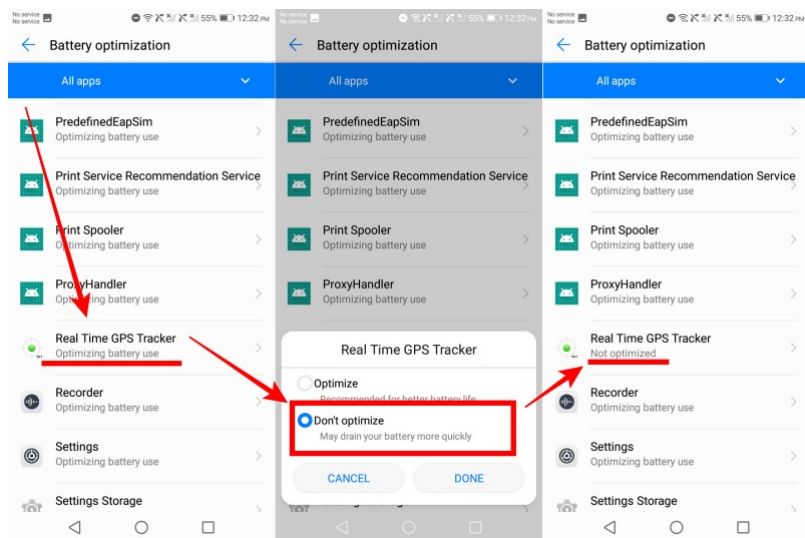 No service
No service
55%
12:32 PM
Battery optimization
All apps
PredefinedEapSim
Optimizing battery use
Print Service Recommendation Service
Optimizing battery use
Print Spooler
Optimizing battery use
ProxyHandler
Optimizing battery use
Real Time GPS Tracker
Optimizing battery use
Recorder
Optimizing battery use
Settings
Optimizing battery use
Settings Storage
No service
No service
55%
12:32 PM
Battery optimization
All apps
PredefinedEapSim
Optimizing battery use
Print Service Recommendation Service
Optimizing battery use
Print Spooler
Optimizing battery use
ProxyHandler
Optimizing battery use
Real Time GPS Tracker
Optimize
Recommended for better battery life
Don't optimize
May drain your battery more quickly
CANCEL
DONE
No service
No service
55%
12:32 PM
Battery optimization
All apps
PredefinedEapSim
Optimizing battery use
Print Service Recommendation Service
Optimizing battery use
Print Spooler
Optimizing battery use
ProxyHandler
Optimizing battery use
Real Time GPS Tracker
Not optimized
Recorder
Optimizing battery use
Settings
Optimizing battery use
Settings Storage